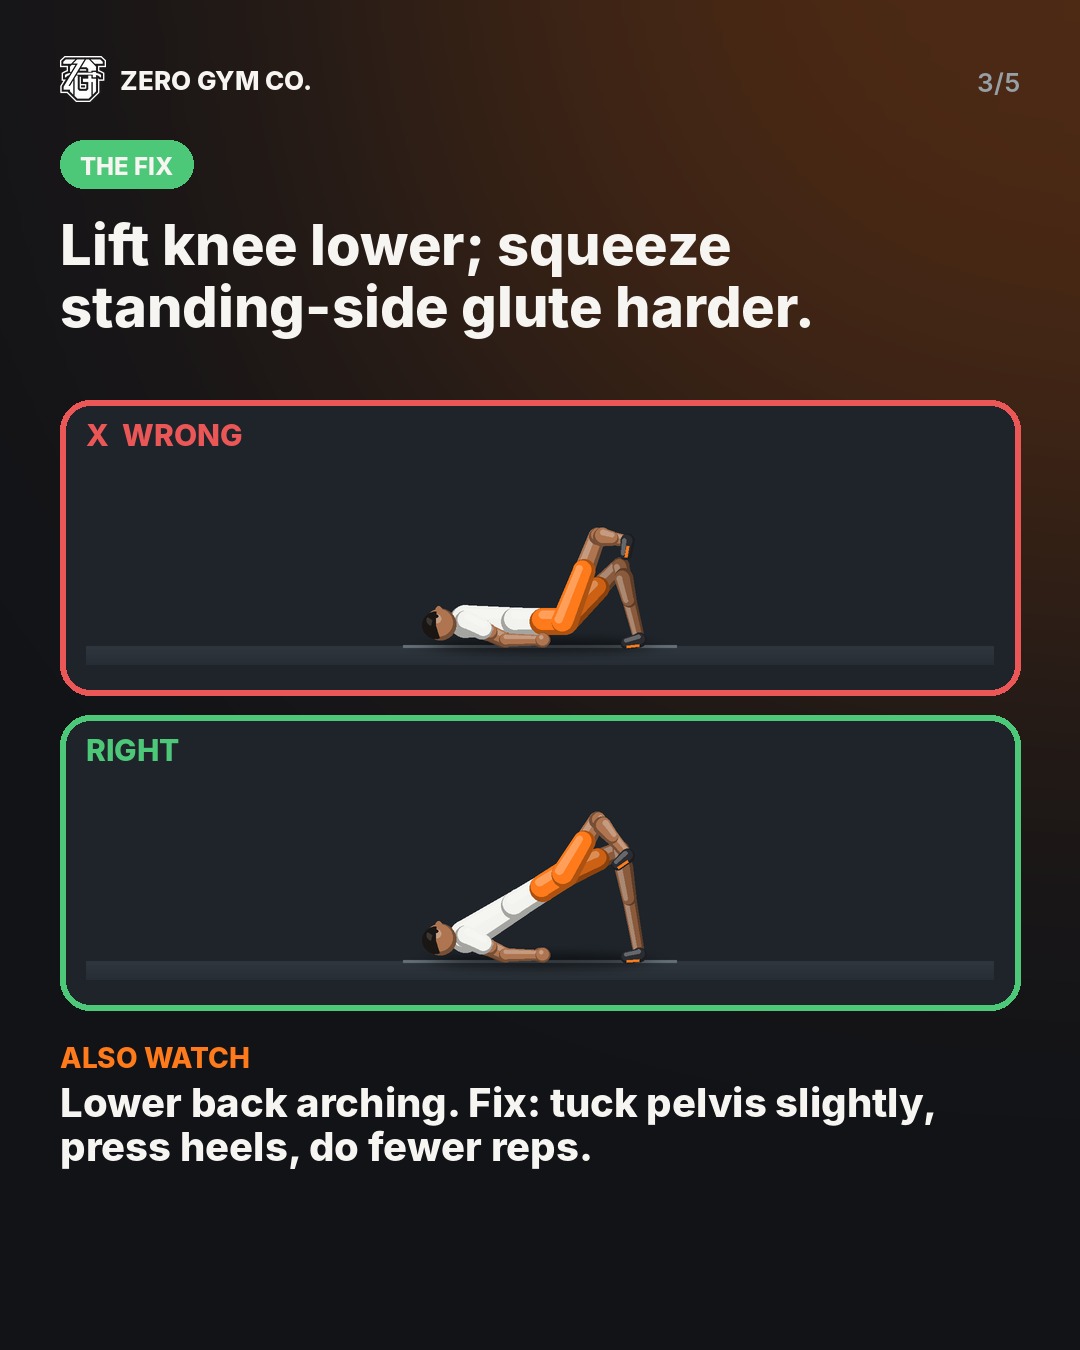 ZERO GYM CO.
3/5
THE FIX
Lift knee lower; squeeze
standing-side glute harder.
X WRONG
RIGHT
ALSO WATCH
Lower back arching. Fix: tuck pelvis slightly,
press heels, do fewer reps.